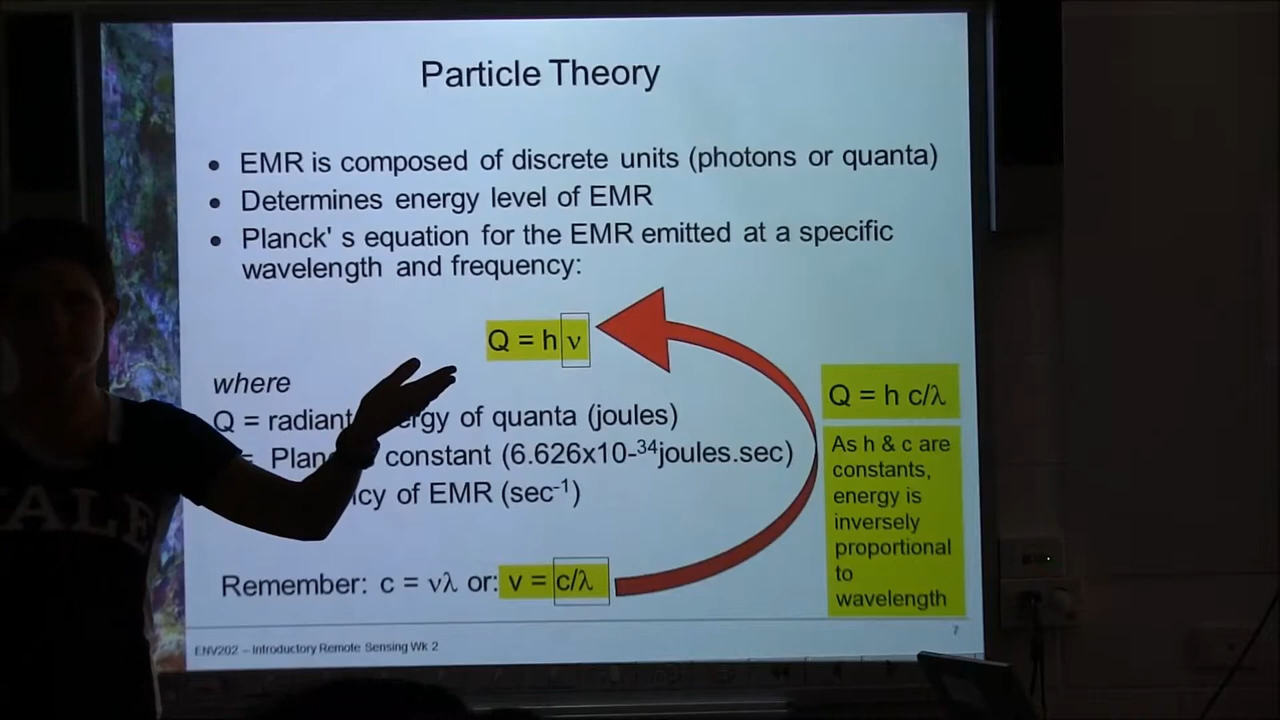 Particle Theory
• EMR is composed of discrete units (photons or quanta)
• Determines energy level of EMR
• Planck' s equation for the EMR emitted at a specific
wavelength and frequency:
Q = h ν
where
Q = radiant of quanta (joules)
constant (6.626x10-³⁴joules.sec)
of EMR (sec⁻¹)
Remember: c = νλ or: v = c/λ
Q = h c/λ
As h & c are
constants,
energy is
inversely
proportional
to
wavelength
7
ENV202 – Introductory Remote Sensing Wk 2
YALE